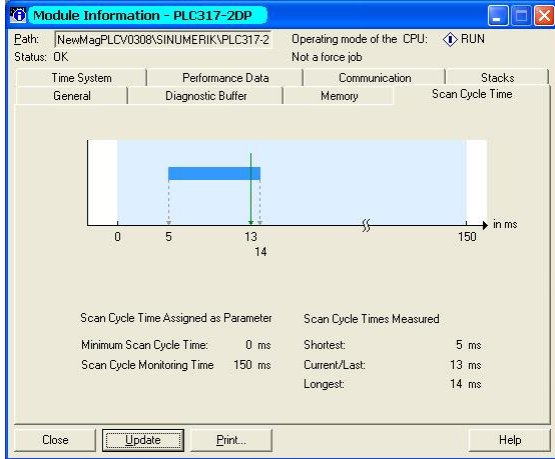 Module Information - PLC317-2DP
Path: NewMagPLCV0308\SINUMERIK\PLC317-2 Operating mode of the CPU: RUN
Status: OK Not a force job
Time System Performance Data Communication Stacks
General Diagnostic Buffer Memory Scan Cycle Time
in ms
0 5 13 150
14
Scan Cycle Time Assigned as Parameter Scan Cycle Times Measured
Minimum Scan Cycle Time: 0 ms Shortest: 5 ms
Scan Cycle Monitoring Time 150 ms Current/Last: 13 ms
Longest: 14 ms
Close Update Print... Help